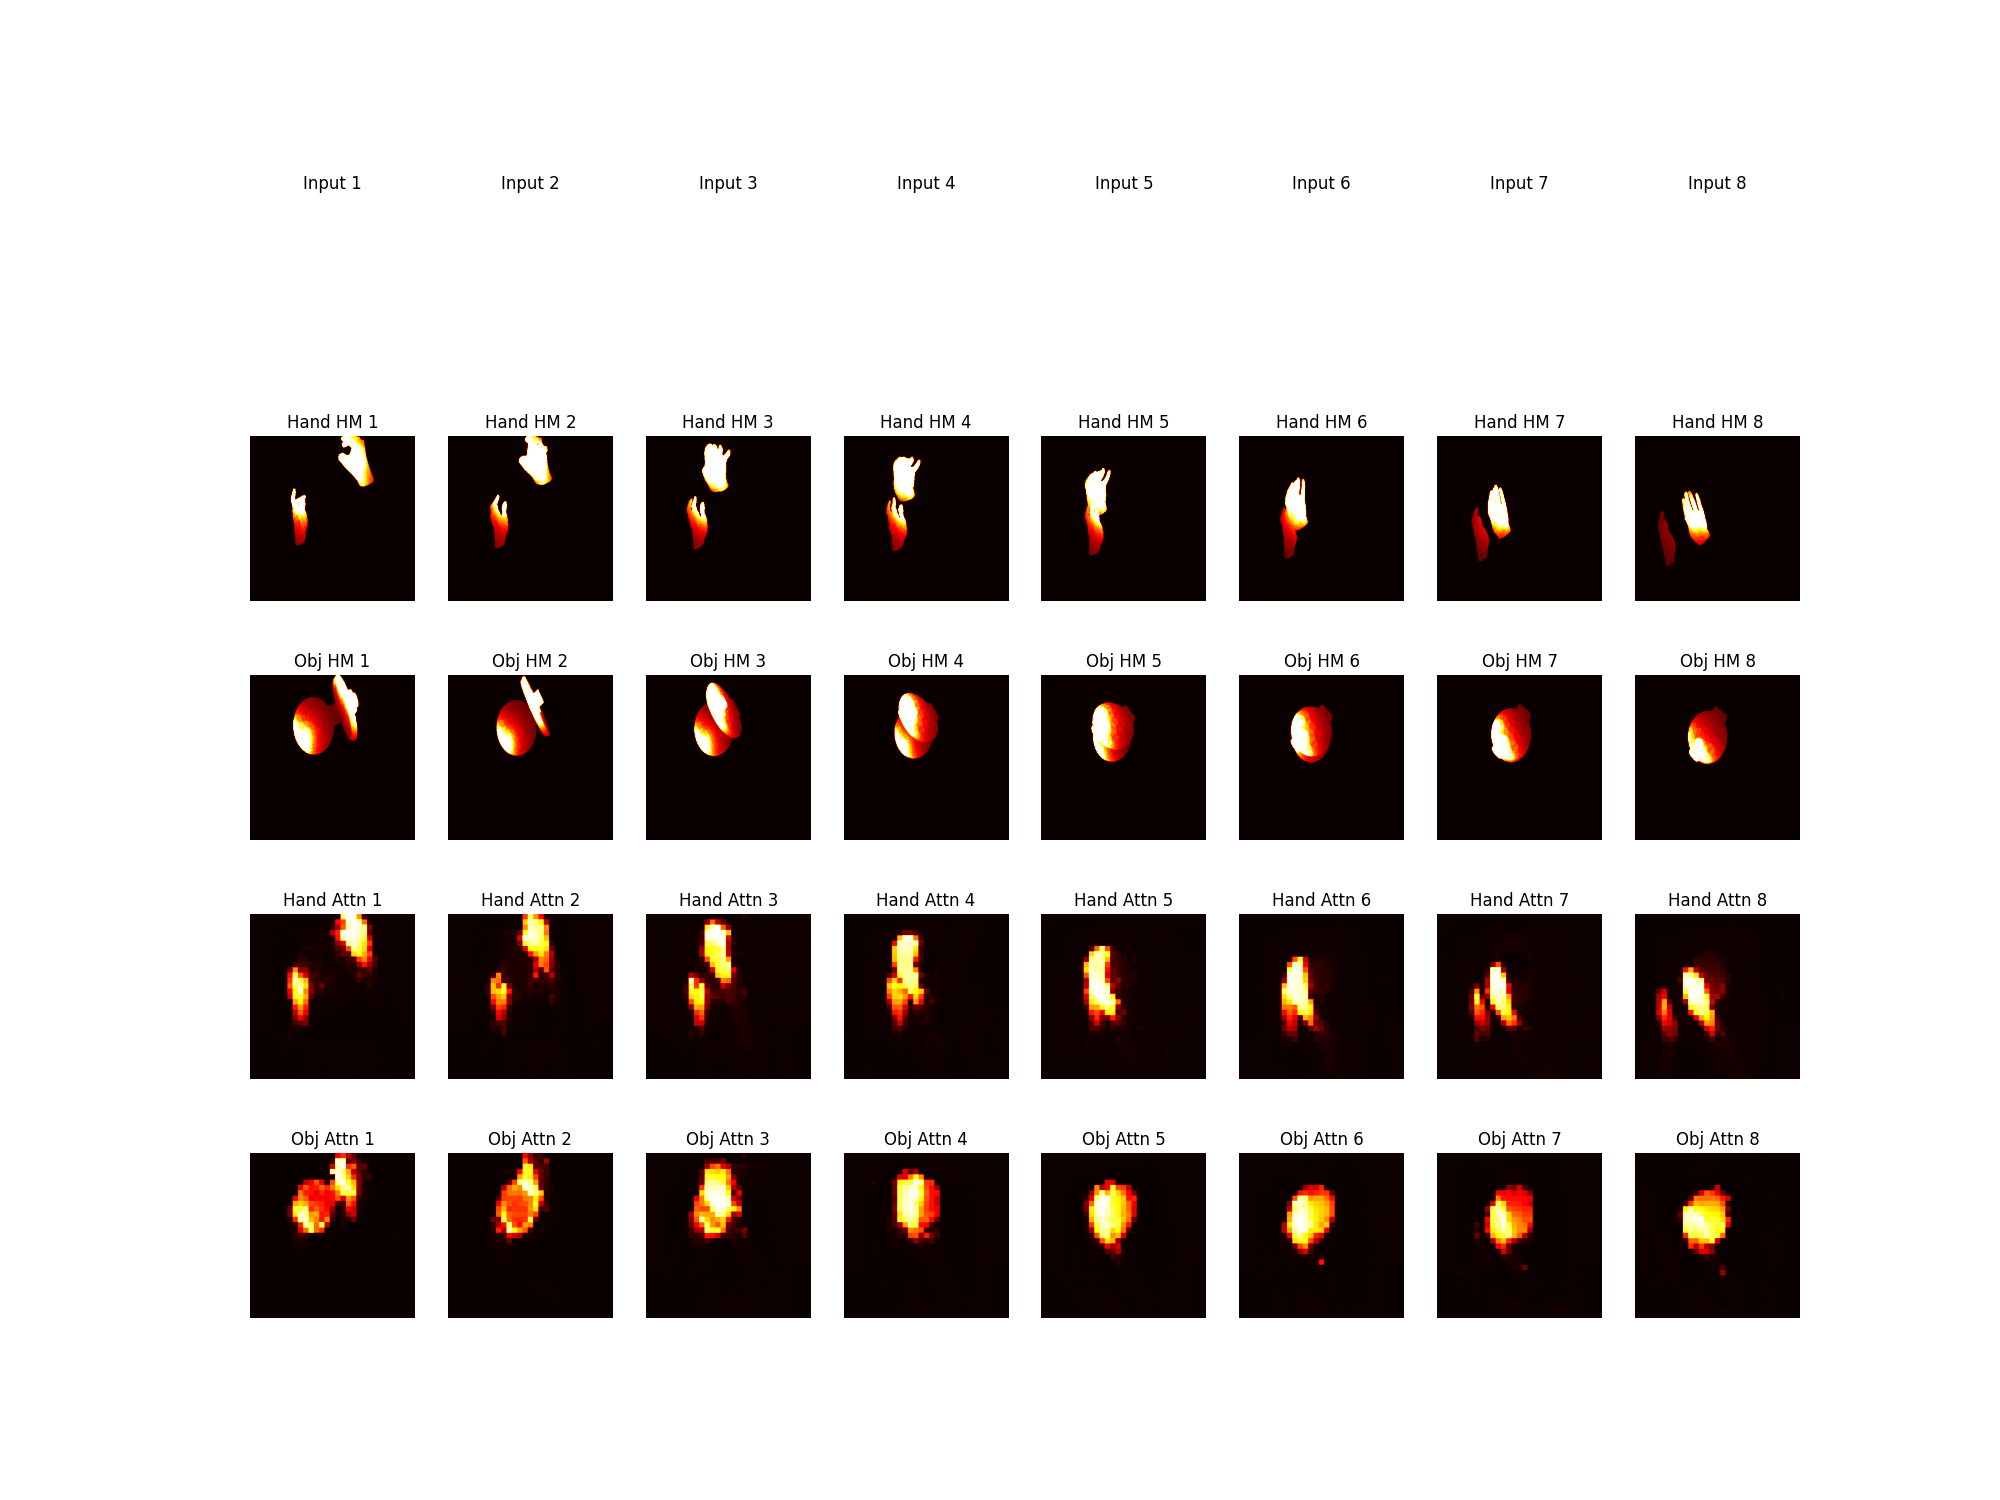 Input 1 Input 2 Input 3 Input 4 Input 5 Input 6 Input 7 Input 8
Hand HM 1 Hand HM 2 Hand HM 3 Hand HM 4 Hand HM 5 Hand HM 6 Hand HM 7 Hand HM 8
Obj HM 1 Obj HM 2 Obj HM 3 Obj HM 4 Obj HM 5 Obj HM 6 Obj HM 7 Obj HM 8
Hand Attn 1 Hand Attn 2 Hand Attn 3 Hand Attn 4 Hand Attn 5 Hand Attn 6 Hand Attn 7 Hand Attn 8
Obj Attn 1 Obj Attn 2 Obj Attn 3 Obj Attn 4 Obj Attn 5 Obj Attn 6 Obj Attn 7 Obj Attn 8